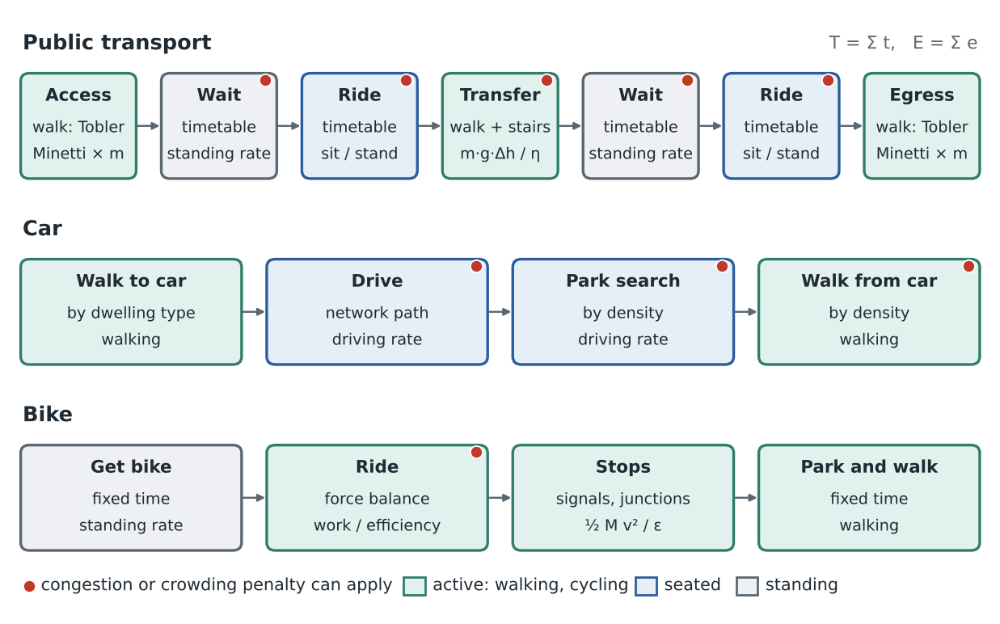 Public transport
T = Σ t,   E = Σ e
Access
walk: Tobler
Minetti × m
Wait
timetable
standing rate
Ride
timetable
sit / stand
Transfer
walk + stairs
m·g·Δh / η
Wait
timetable
standing rate
Ride
timetable
sit / stand
Egress
walk: Tobler
Minetti × m
Car
Walk to car
by dwelling type
walking
Drive
network path
driving rate
Park search
by density
driving rate
Walk from car
by density
walking
Bike
Get bike
fixed time
standing rate
Ride
force balance
work / efficiency
Stops
signals, junctions
½ M v² / ε
Park and walk
fixed time
walking
congestion or crowding penalty can apply
active: walking, cycling
seated
standing